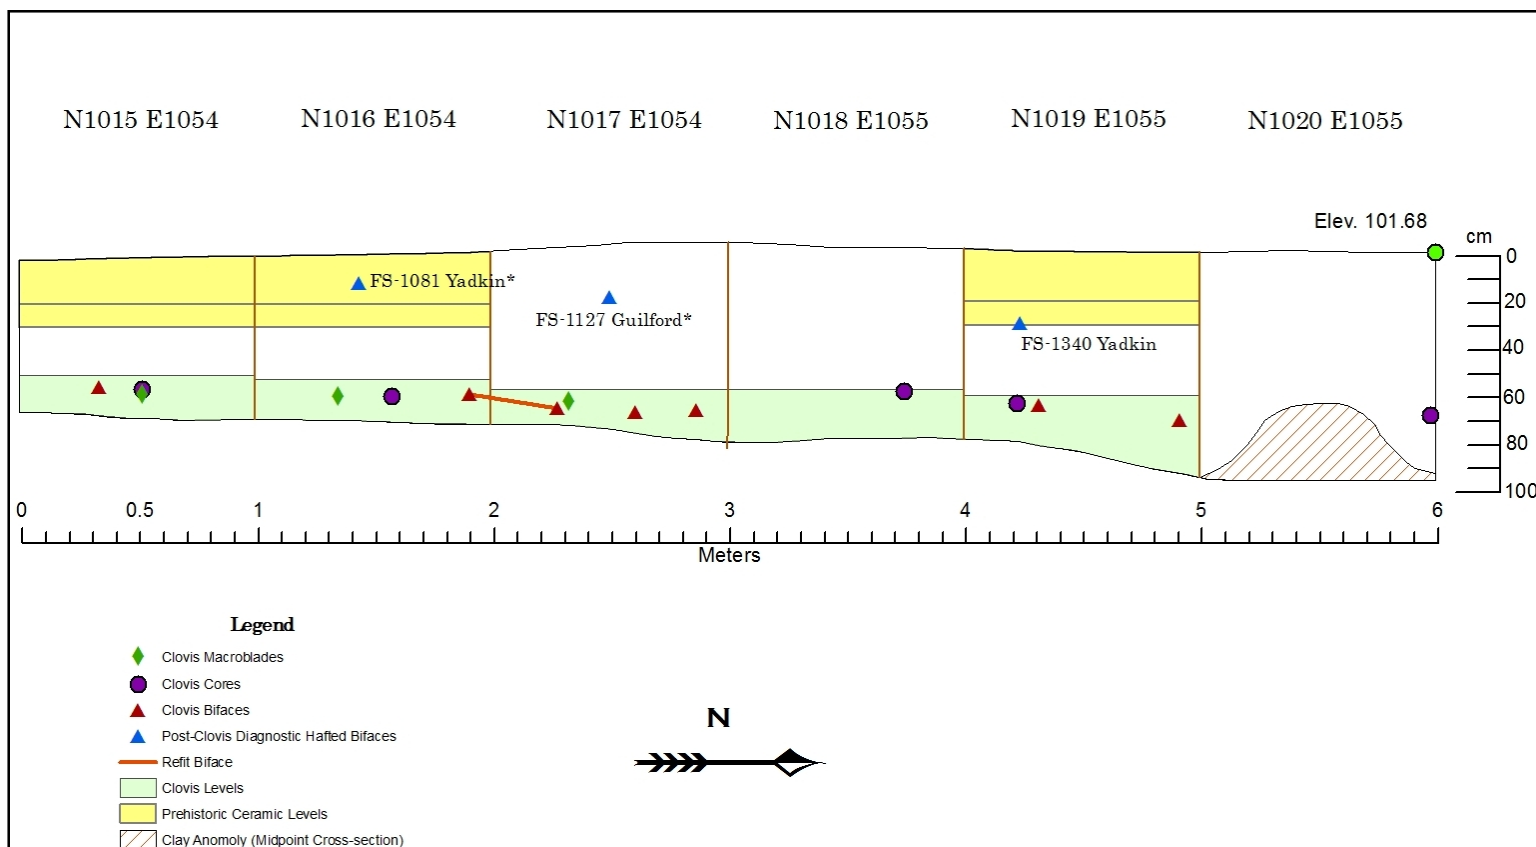 N1015 E1054 N1016 E1054 N1017 E1054 N1018 E1055 N1019 E1055 N1020 E1055
Elev. 101.68
cm
0
FS-1081 Yadkin*
20
FS-1127 Guilford*
FS-1340 Yadkin
40
60
80
100
0 0.5 1 2 3 4 5 6
Meters
Legend
Clovis Macroblades
Clovis Cores
Clovis Bifaces
Post-Clovis Diagnostic Hafted Bifaces
Refit Biface
Clovis Levels
Prehistoric Ceramic Levels
Clay Anomoly (Midpoint Cross-section)
N